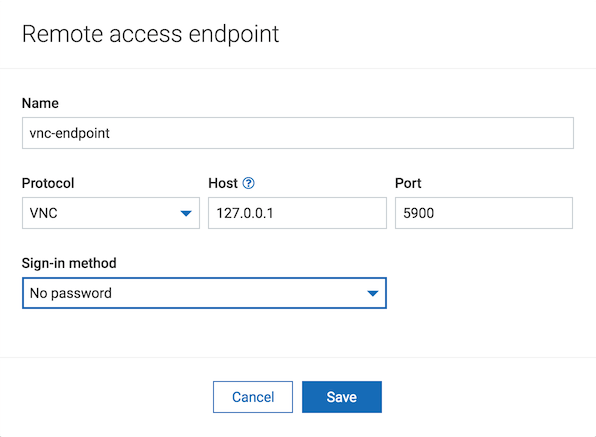 Remote access endpoint
Name
vnc-endpoint
Protocol Host ? Port
VNC 127.0.0.1 5900
Sign-in method
No password
Cancel Save